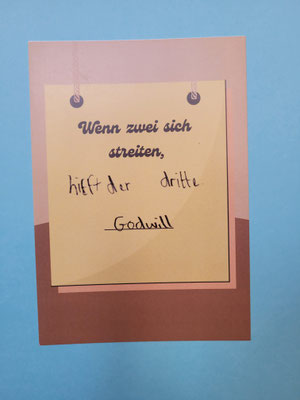 Wenn zwei sich
streiten,
hilft der dritte.
Godwill